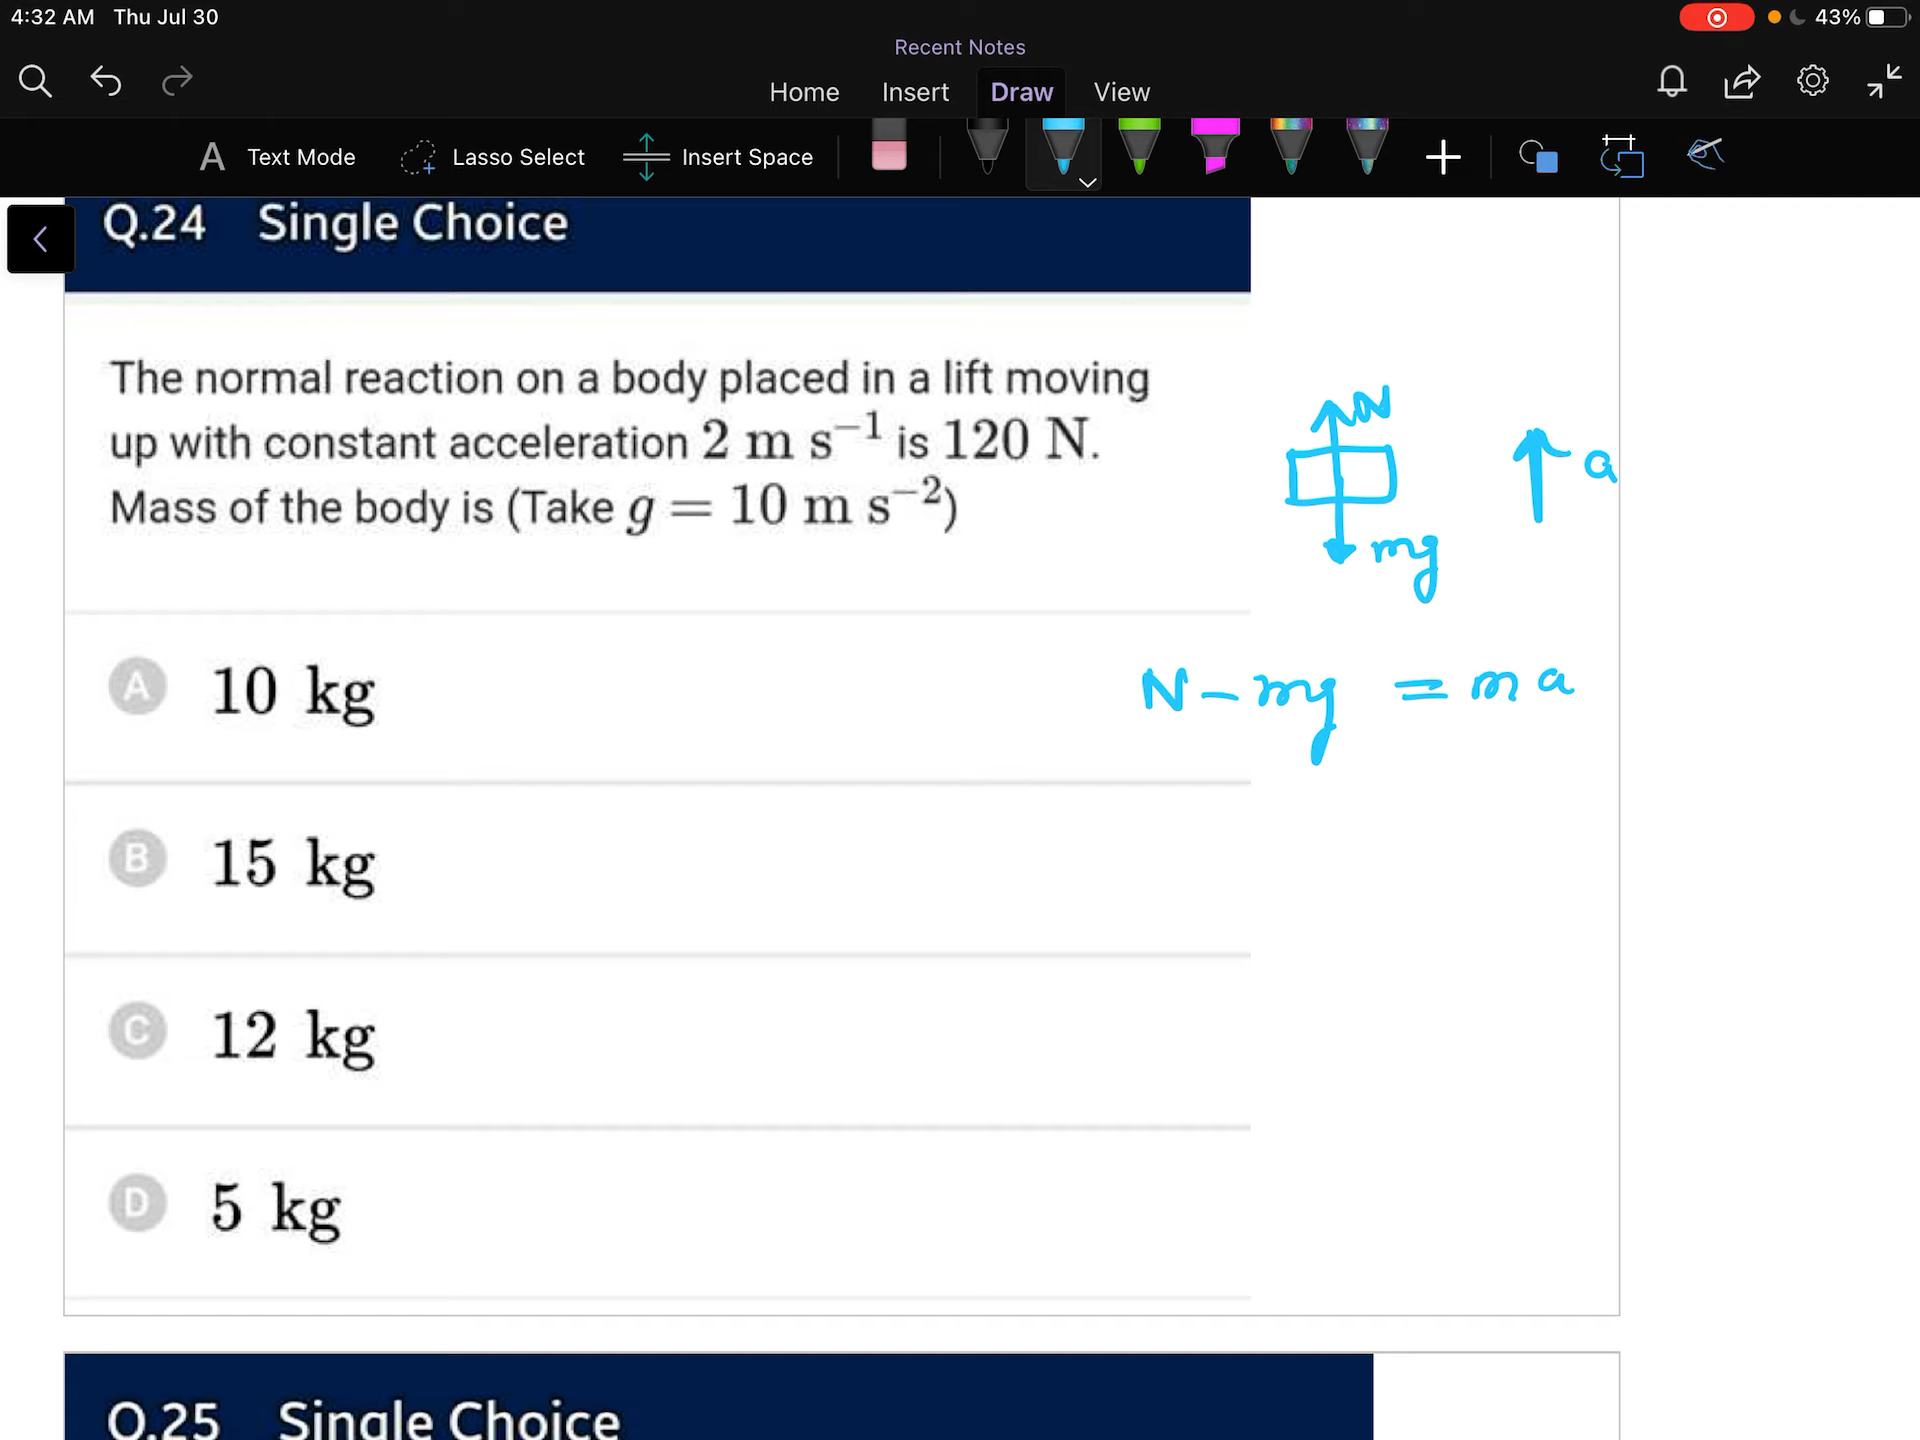 4:32 AM Thu Jul 30
43%
Recent Notes
Home Insert Draw View
A Text Mode Lasso Select Insert Space
Q.24 Single Choice
The normal reaction on a body placed in a lift moving
up with constant acceleration 2 m s⁻¹ is 120 N.
Mass of the body is (Take g = 10 m s⁻²)
N
a
mg
N - mg = ma
A 10 kg
B 15 kg
C 12 kg
D 5 kg
Q.25 Single Choice